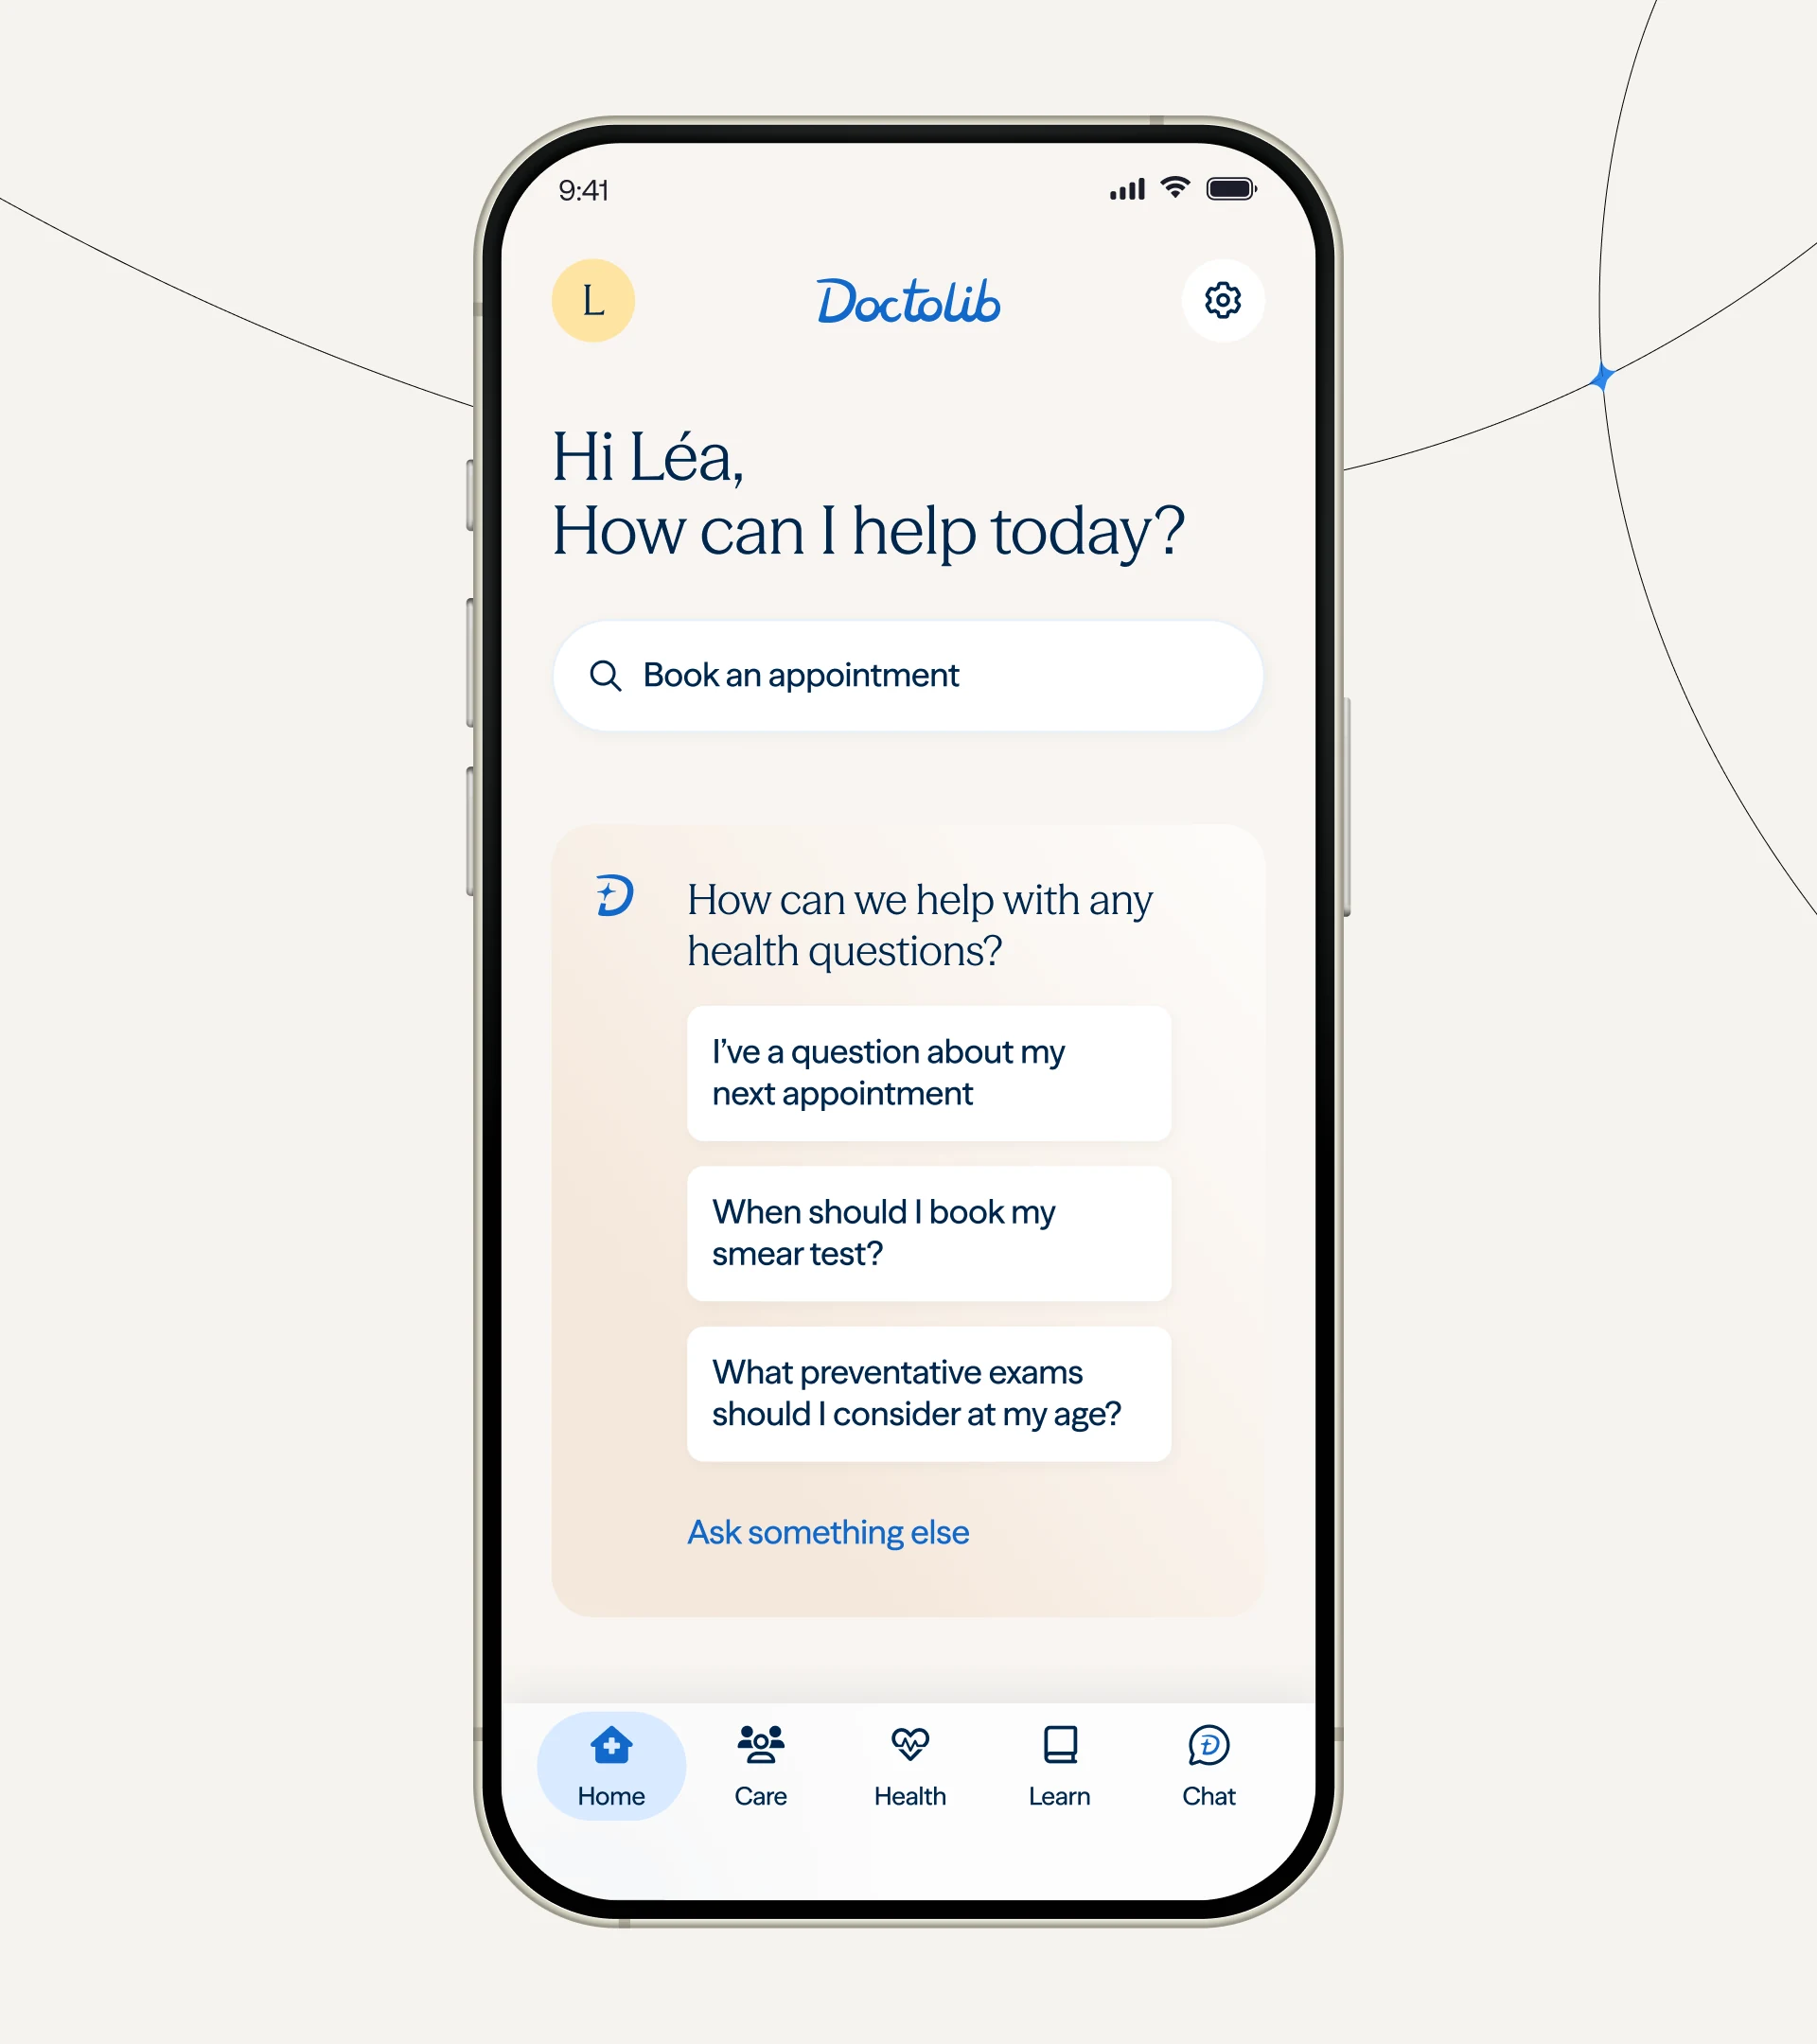 9:41
L
Doctolib
Hi Léa,
How can I help today?
Book an appointment
How can we help with any
health questions?
I've a question about my
next appointment
When should I book my
smear test?
What preventative exams
should I consider at my age?
Ask something else
Home
Care
Health
Learn
Chat